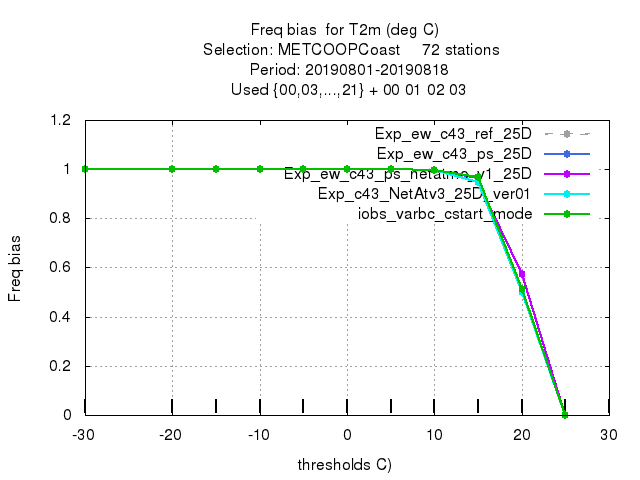 Freq bias  for T2m (deg C)
Selection: METCOOPCoast     72 stations
Period: 20190801-20190818
Used {00,03,...,21} + 00 01 02 03
1.2
1
0.8
0.6
0.4
0.2
0
Freq bias
Exp_ew_c43_ref_25D
Exp_ew_c43_ps_25D
Exp_ew_c43_ps_netatmo_v1_25D
Exp_c43_NetAtv3_25D_ver01
iobs_varbc_cstart_mode
-30 -20 -10 0 10 20 30
thresholds C)